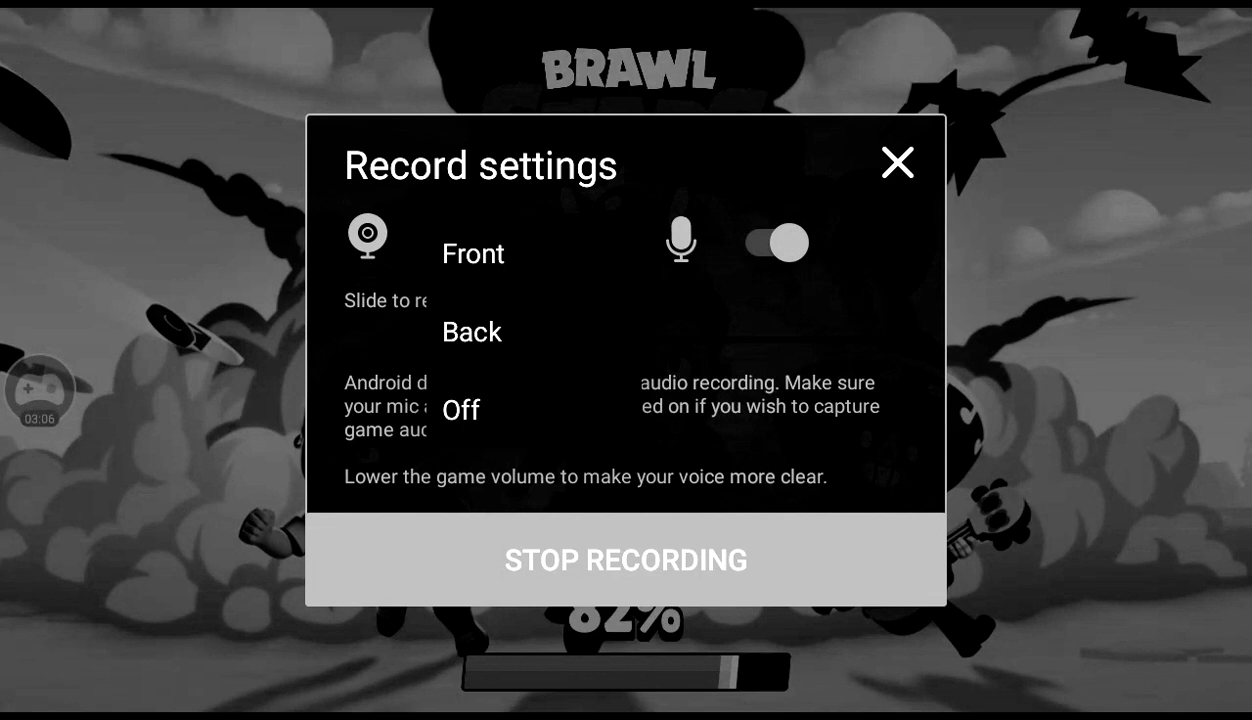 BRAWL
Record settings
Front
Slide to re
Back
Android d audio recording. Make sure
your mic ed on if you wish to capture
Off
game aud
03:06
Lower the game volume to make your voice more clear.
STOP RECORDING
82%